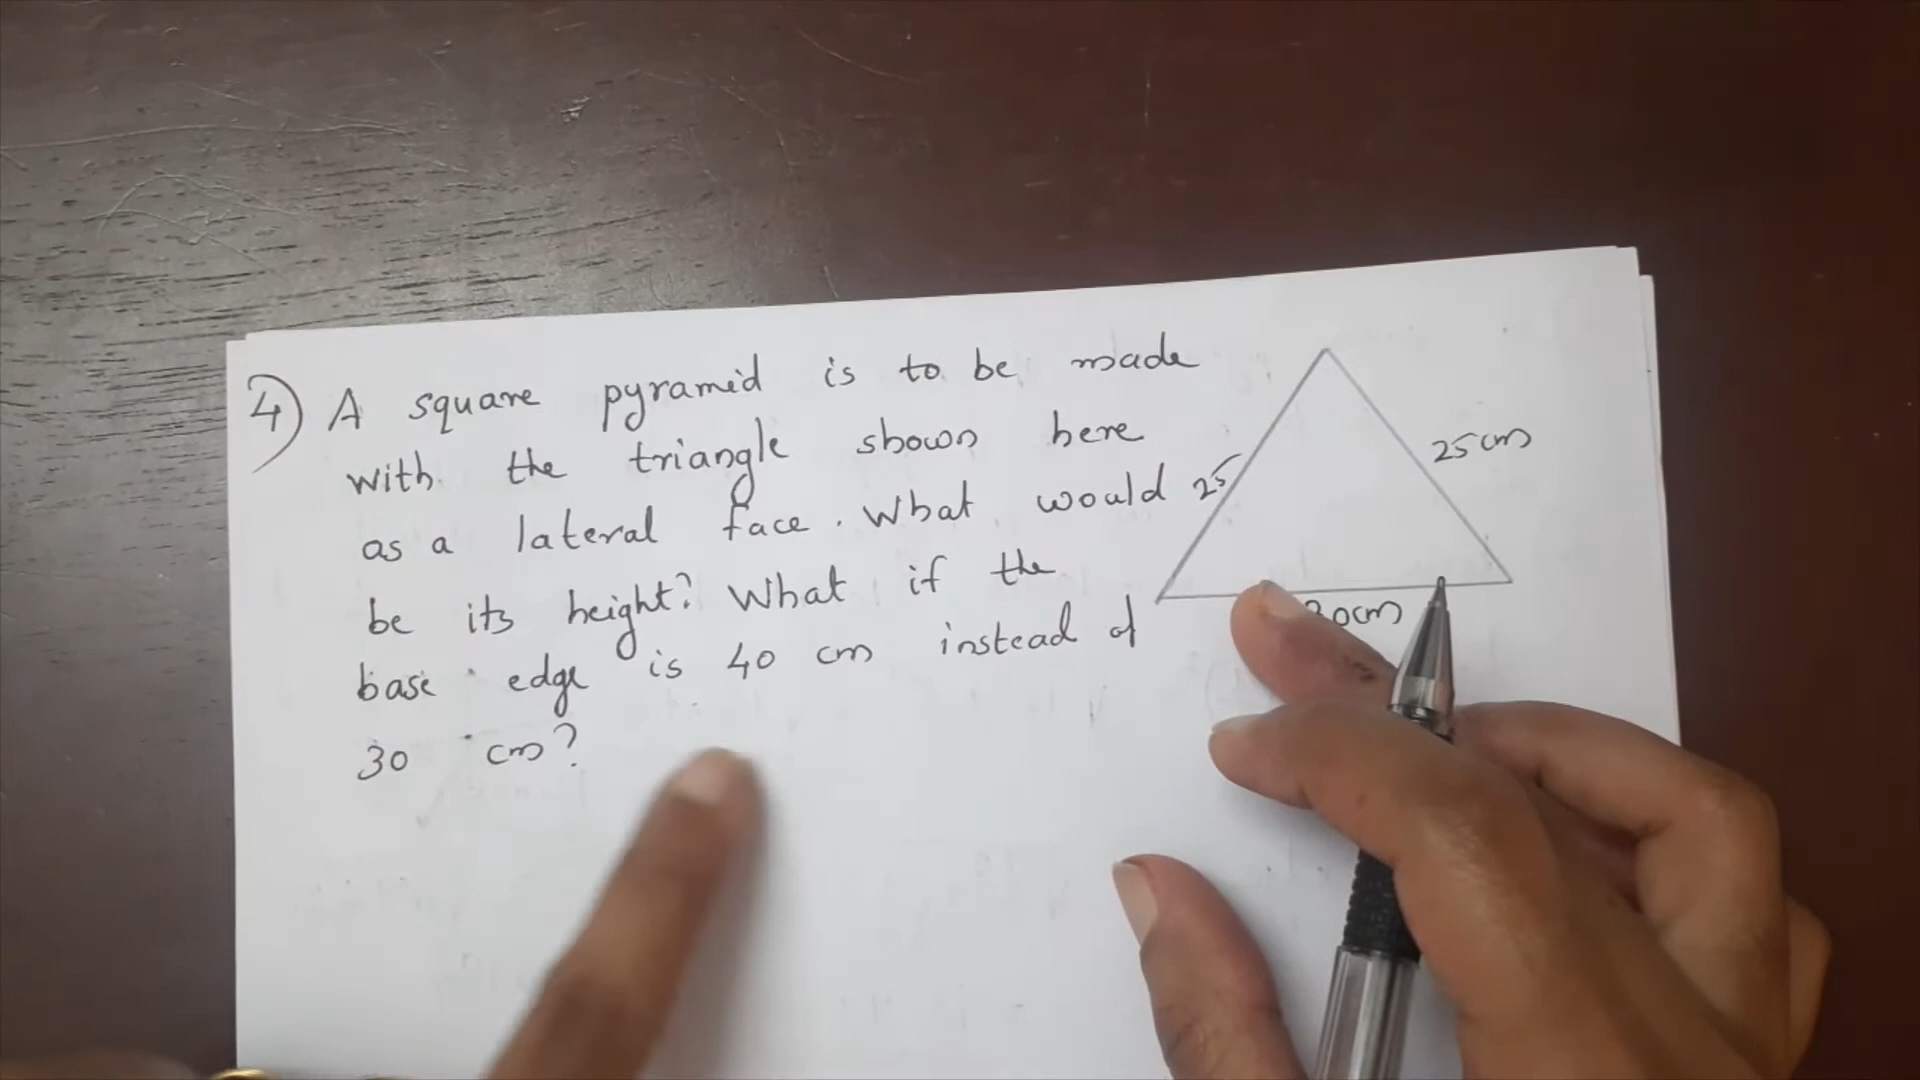 4) A square pyramid is to be made
with the triangle shown here
as a lateral face. What would
be its height? What if the
base edge is 40 cm instead of
30 cm?
25
25cm
0cm